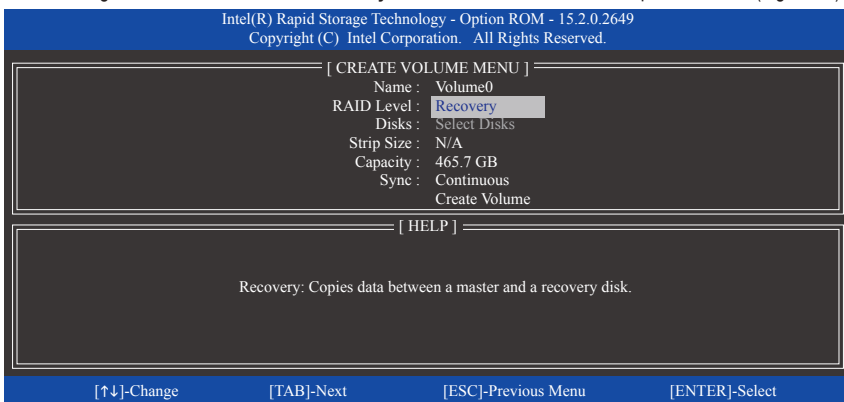 Intel(R) Rapid Storage Technology - Option ROM - 15.2.0.2649
Copyright (C) Intel Corporation. All Rights Reserved.
[ CREATE VOLUME MENU ]
Name : Volume0
RAID Level : Recovery
Disks : Select Disks
Strip Size : N/A
Capacity : 465.7 GB
Sync : Continuous
Create Volume
[ HELP ]
Recovery: Copies data between a master and a recovery disk.
[↑↓]-Change [TAB]-Next [ESC]-Previous Menu [ENTER]-Select